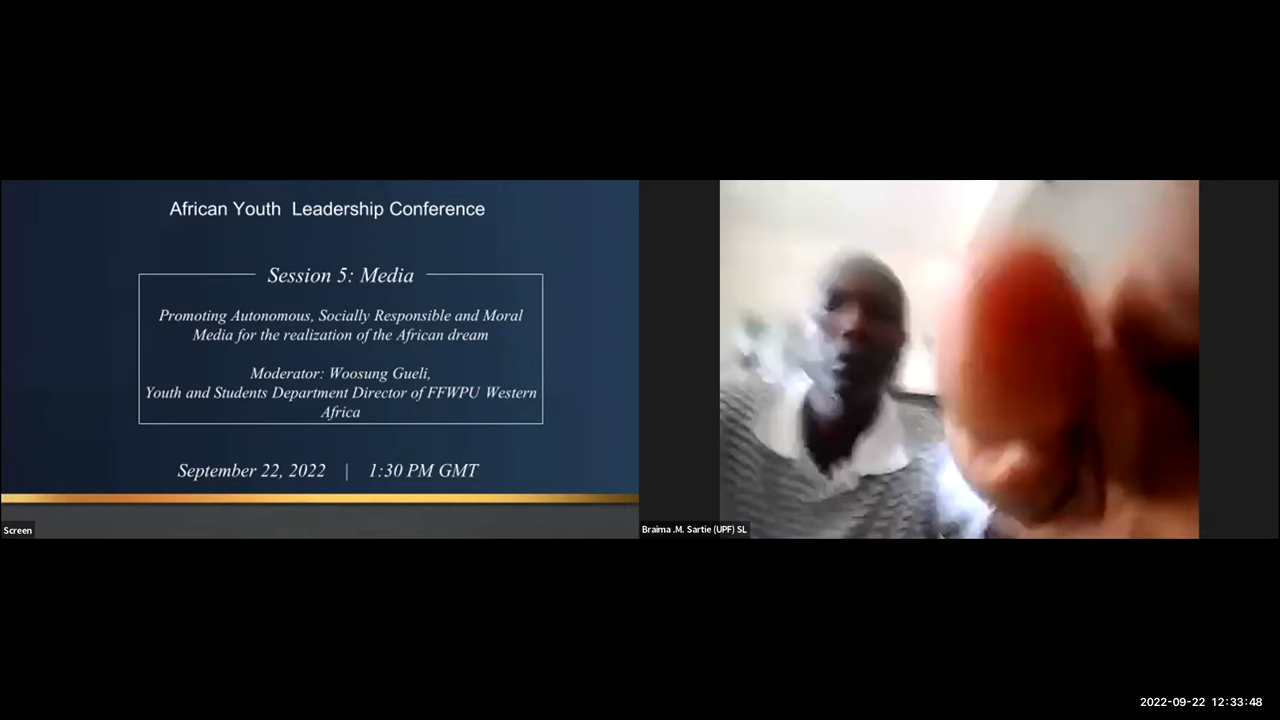 African Youth Leadership Conference
Session 5: Media
Promoting Autonomous, Socially Responsible and Moral
Media for the realization of the African dream
Moderator: Woosung Gueli,
Youth and Students Department Director of FFWPU Western
Africa
September 22, 2022 | 1:30 PM GMT
Screen
Braima .M. Sartie (UPF) SL
2022-09-22 12:33:48